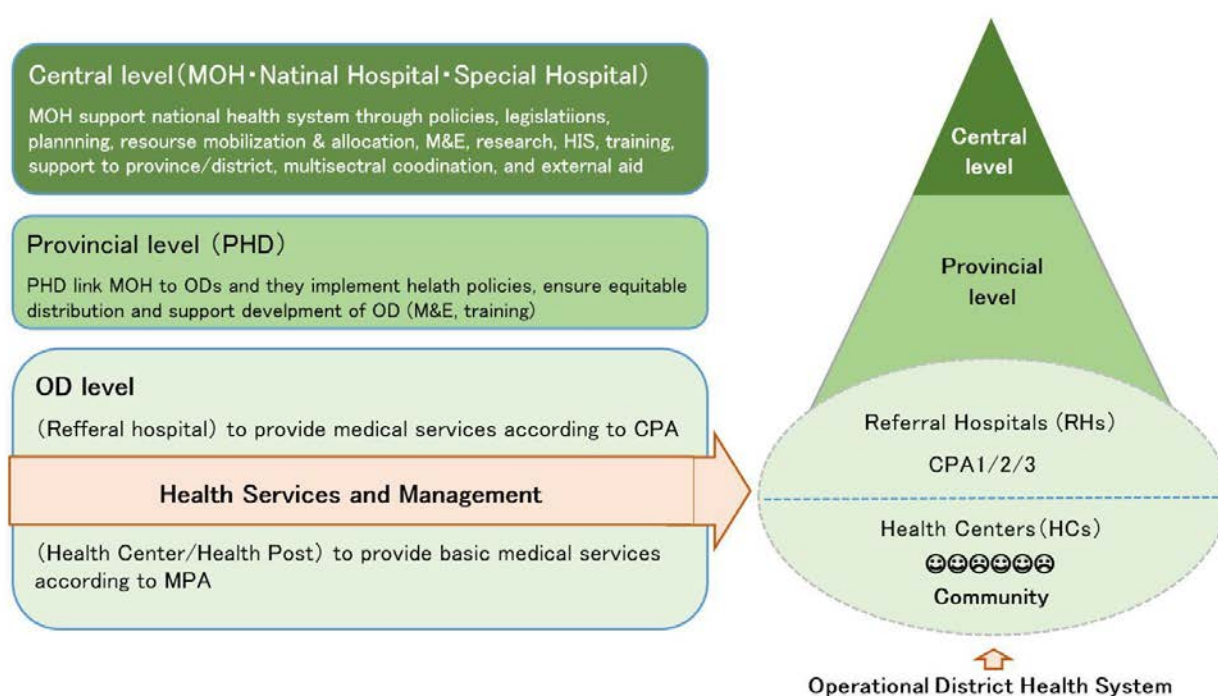 Central level(MOH・Natinal Hospital・Special Hospital)
MOH support national health system through policies, legislatiions,
plannning, resourse mobilization & allocation, M&E, research, HIS, training,
support to province/district, multisectral coodination, and external aid
Provincial level (PHD)
PHD link MOH to ODs and they implement helath policies, ensure equitable
distribution and support develpment of OD (M&E, training)
OD level
(Refferal hospital) to provide medical services according to CPA
Health Services and Management
(Health Center/Health Post) to provide basic medical services
according to MPA
Central
level
Provincial
level
Referral Hospitals (RHs)
CPA1/2/3
Health Centers(HCs)
Community
Operational District Health System